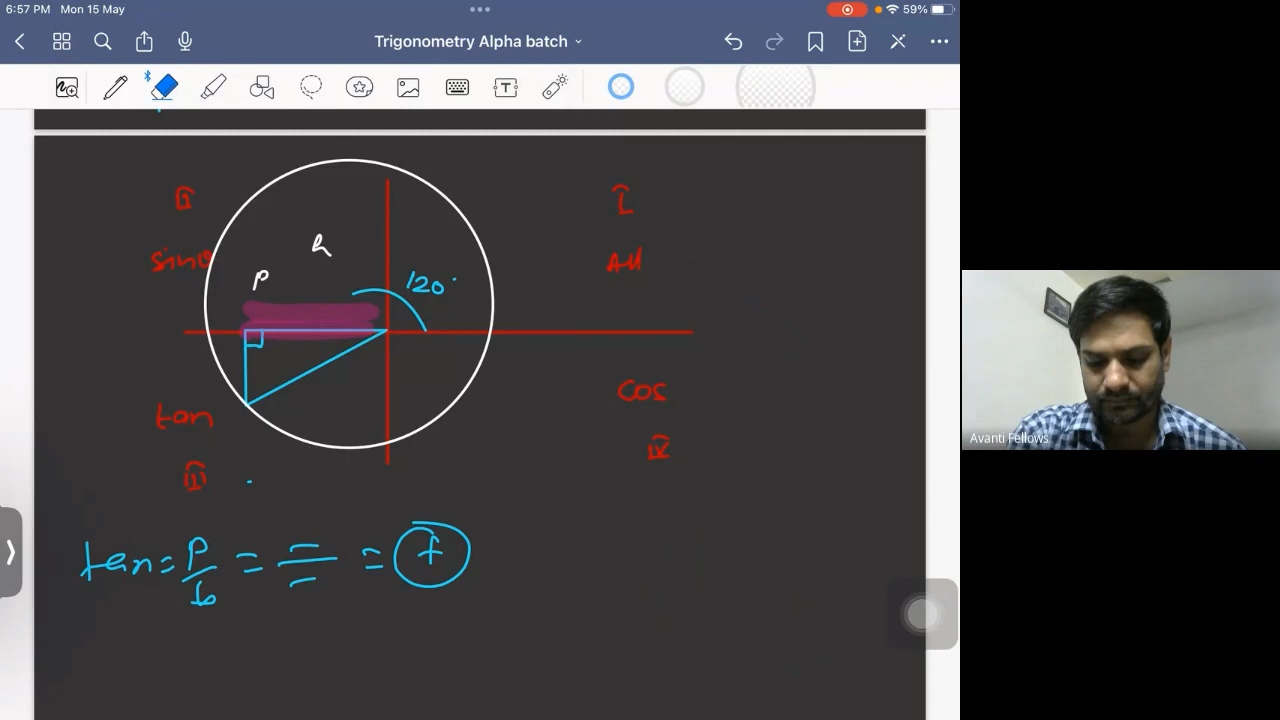 6:57 PM Mon 15 May
59%
Trigonometry Alpha batch
II
I
sinθ
h
All
p
120°
tan
Cos
III
IV
tan = p/b = -/- = +
Avanti Fellows